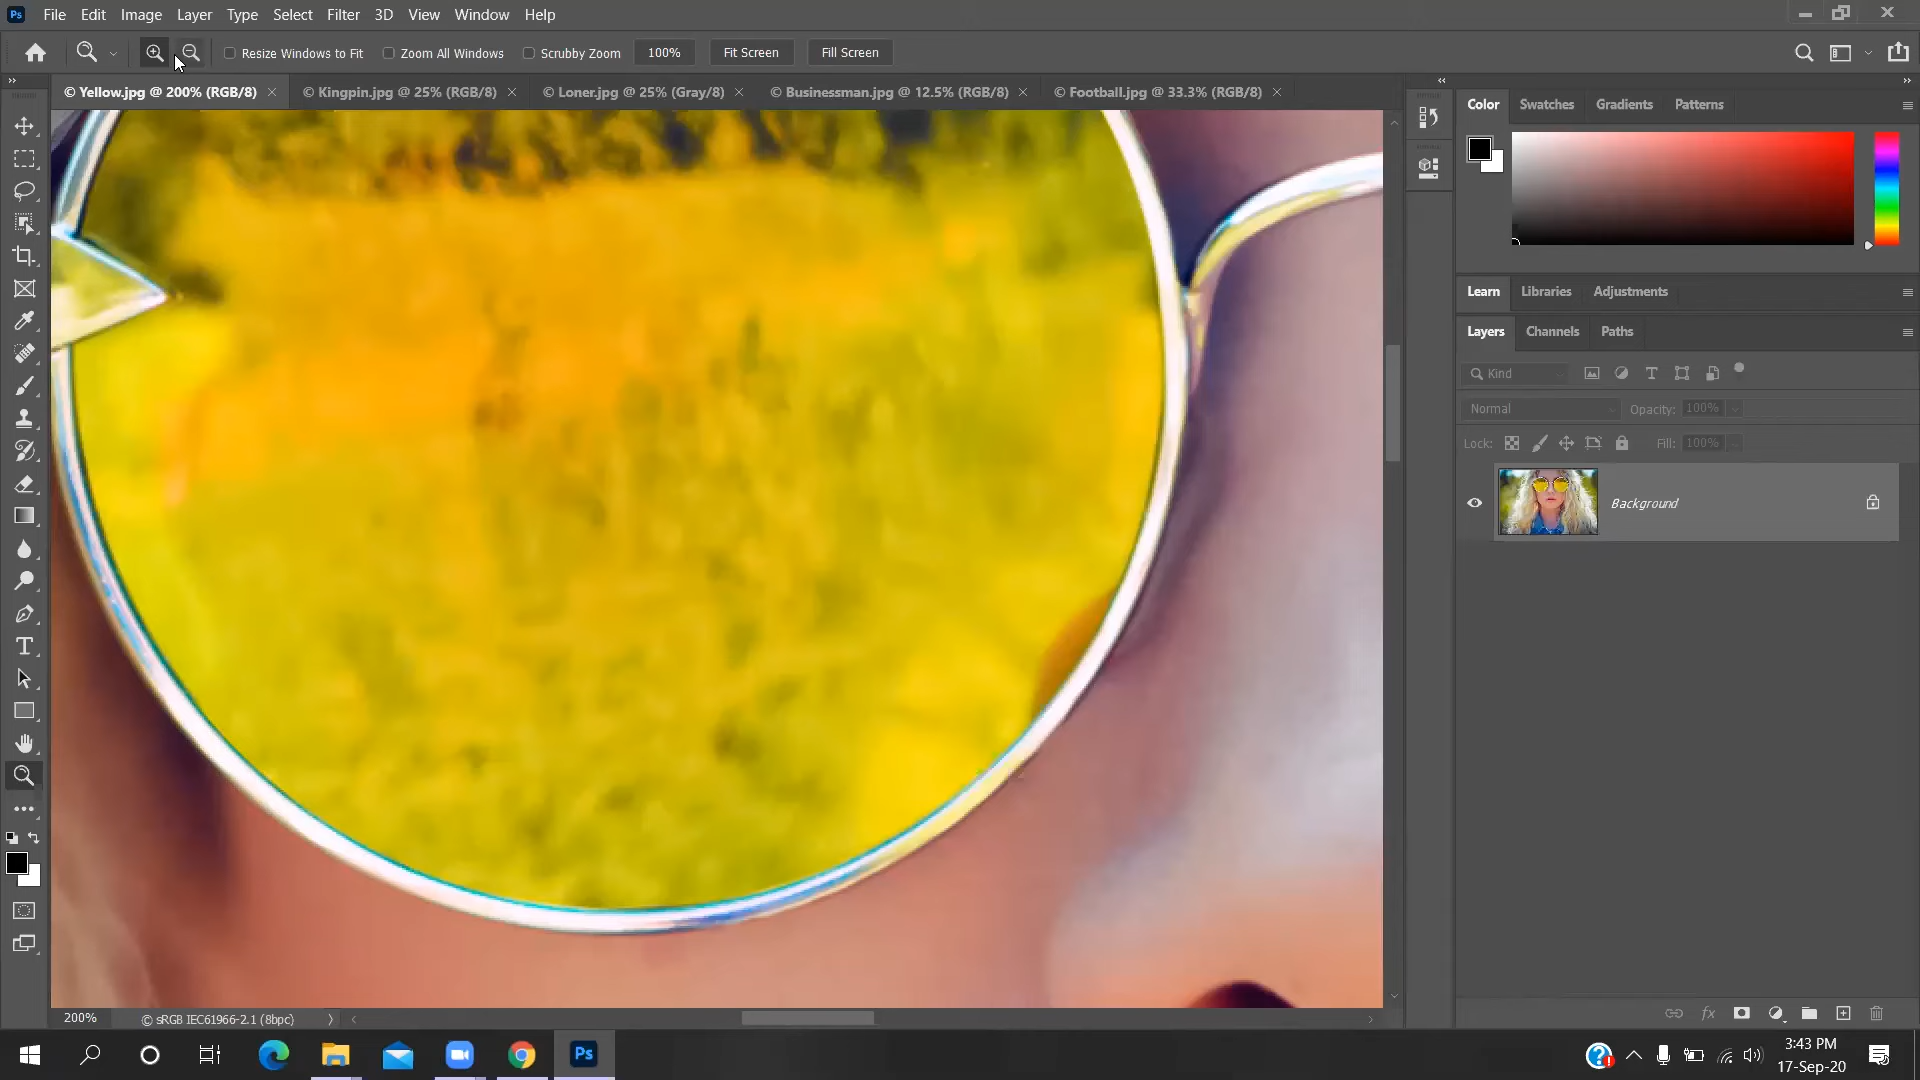 Ps File Edit Image Layer Type Select Filter 3D View Window Help
Resize Windows to Fit Zoom All Windows Scrubby Zoom 100% Fit Screen Fill Screen
© Yellow.jpg @ 200% (RGB/8) © Kingpin.jpg @ 25% (RGB/8) © Loner.jpg @ 25% (Gray/8) © Businessman.jpg @ 12.5% (RGB/8) © Football.jpg @ 33.3% (RGB/8)
Color Swatches Gradients Patterns
Learn Libraries Adjustments
Layers Channels Paths
Kind
Normal Opacity: 100%
Lock: Fill: 100%
Background
fx
200% © sRGB IEC61966-2.1 (8bpc)
Ps
3:43 PM
17-Sep-20